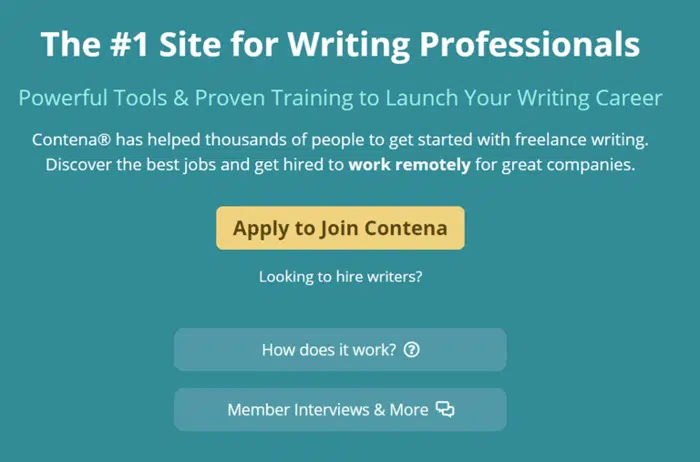 The #1 Site for Writing Professionals
Powerful Tools & Proven Training to Launch Your Writing Career
Contena® has helped thousands of people to get started with freelance writing.
Discover the best jobs and get hired to work remotely for great companies.
Apply to Join Contena
Looking to hire writers?
How does it work?
Member Interviews & More